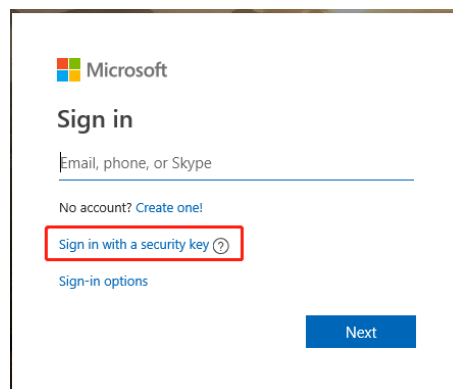 Microsoft
Sign in
Email, phone, or Skype
No account? Create one!
Sign in with a security key ?
Sign-in options
Next